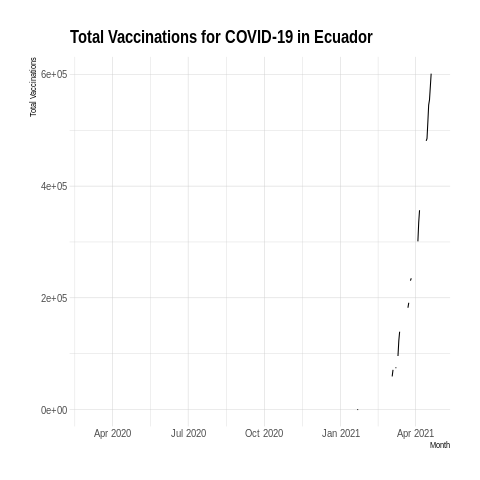 Total Vaccinations for COVID-19 in Ecuador
Total Vaccinations
6e+05
4e+05
2e+05
0e+00
Apr 2020 Jul 2020 Oct 2020 Jan 2021 Apr 2021
Month